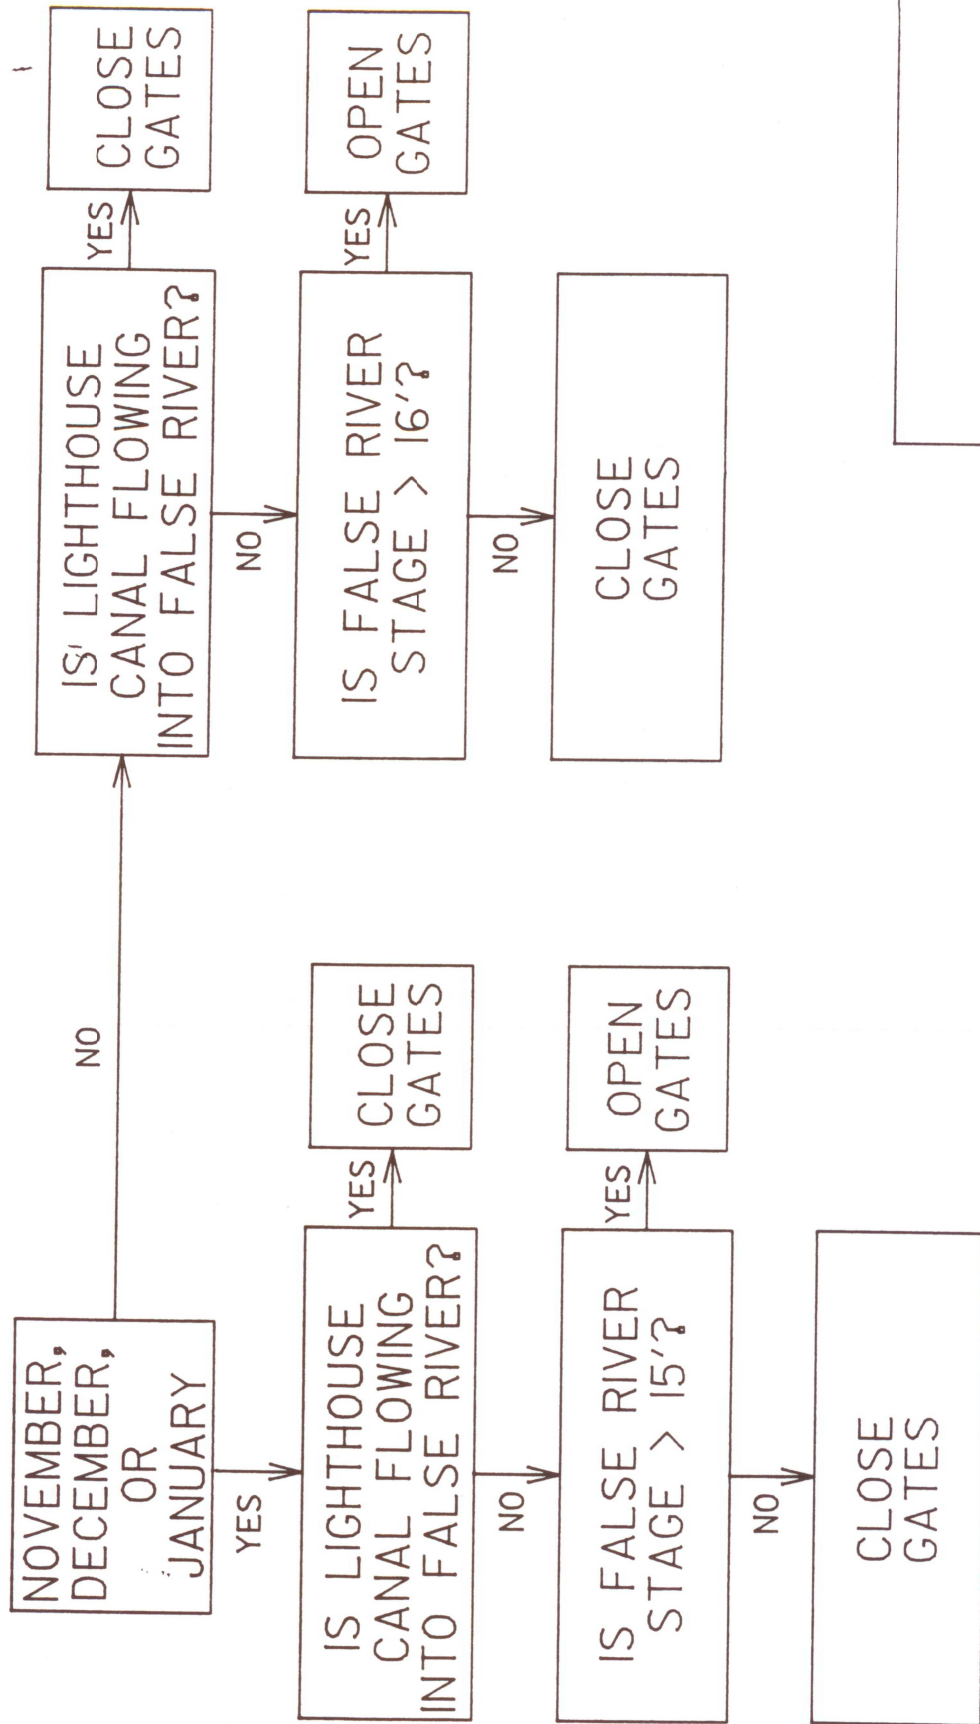 NOVEMBER,
DECEMBER,
OR
JANUARY
NO
YES
IS LIGHTHOUSE
CANAL FLOWING
INTO FALSE RIVER?
YES
CLOSE
GATES
NO
IS FALSE RIVER
STAGE > 15'?
YES
OPEN
GATES
NO
CLOSE
GATES
IS LIGHTHOUSE
CANAL FLOWING
INTO FALSE RIVER?
YES
CLOSE
GATES
NO
IS FALSE RIVER
STAGE > 16'?
YES
OPEN
GATES
NO
CLOSE
GATES